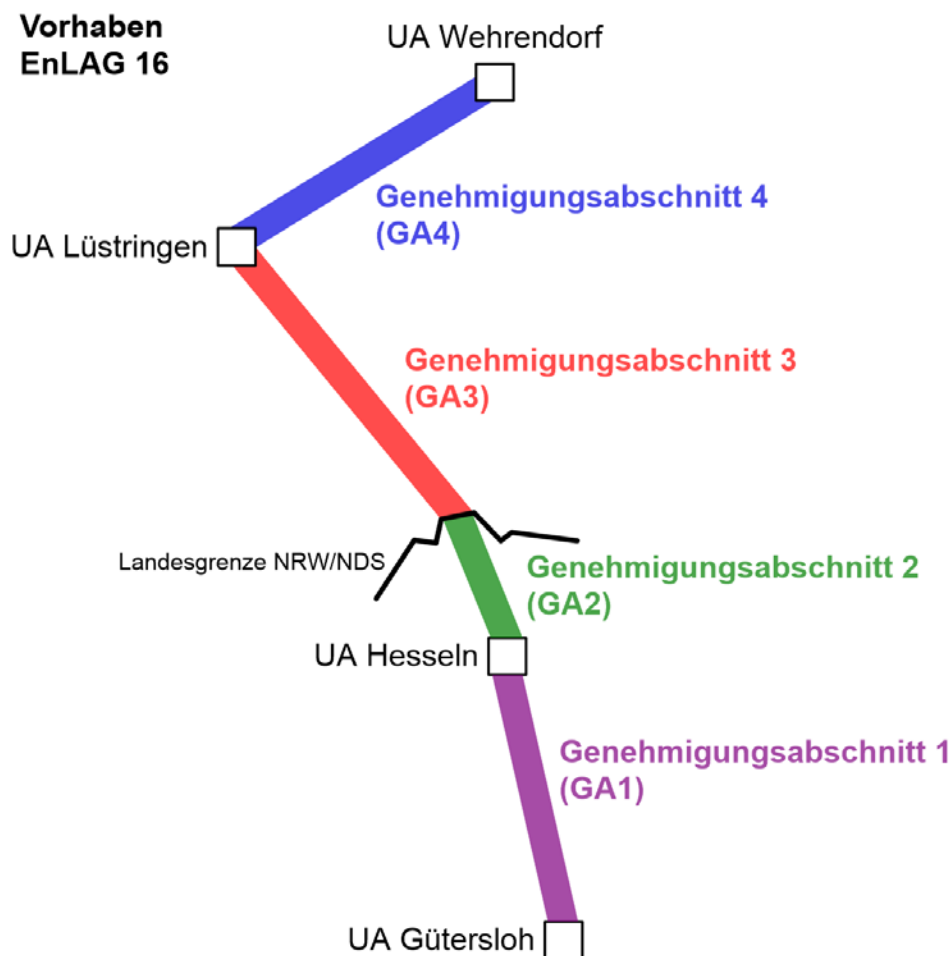 Vorhaben
EnLAG 16
UA Wehrendorf
Genehmigungsabschnitt 4
(GA4)
UA Lüstringen
Genehmigungsabschnitt 3
(GA3)
Landesgrenze NRW/NDS
Genehmigungsabschnitt 2
(GA2)
UA Hesseln
Genehmigungsabschnitt 1
(GA1)
UA Gütersloh